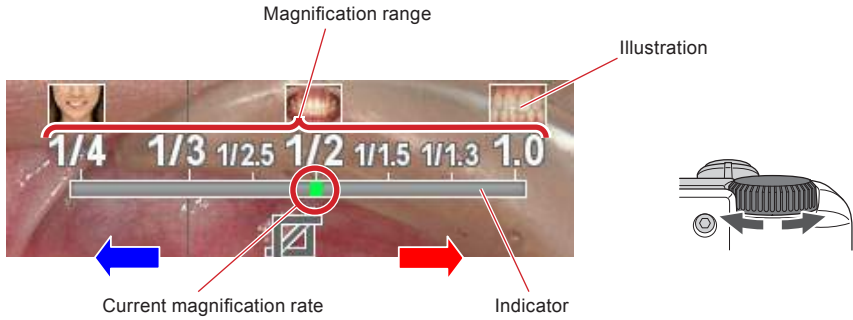 Magnification range
Illustration
1/4 1/3 1/2.5 1/2 1/1.5 1/1.3 1.0
Current magnification rate
Indicator